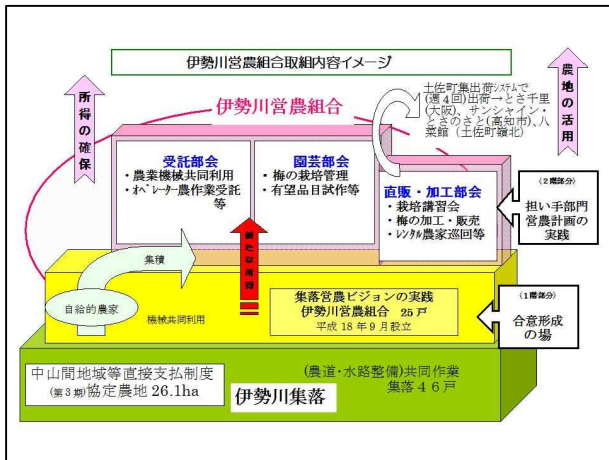 伊勢川営農組合取組内容イメージ
所得の確保
農地の活用
伊勢川営農組合
土佐町集出荷システムで
(週4回)出荷→とさ千里
(大阪)、サンシャイン・
とさのさと(高知市)、八
菜館（土佐町嶺北）
受託部会
・農業機械共同利用
・オペレーター農作業受託
等
園芸部会
・梅の栽培管理
・有望品目試作等
直販・加工部会
・栽培講習会
・梅の加工・販売
・レンタル農家巡回等
（2階部分）
担い手部門
営農計画の
実践
集積
新たな所得
自給的農家
機械共同利用
集落営農ビジョンの実践
伊勢川営農組合 25戸
平成18年9月設立
（1階部分）
合意形成
の場
中山間地域等直接支払制度
(第3期)協定農地26.1ha
(農道・水路整備)共同作業
集落46戸
伊勢川集落